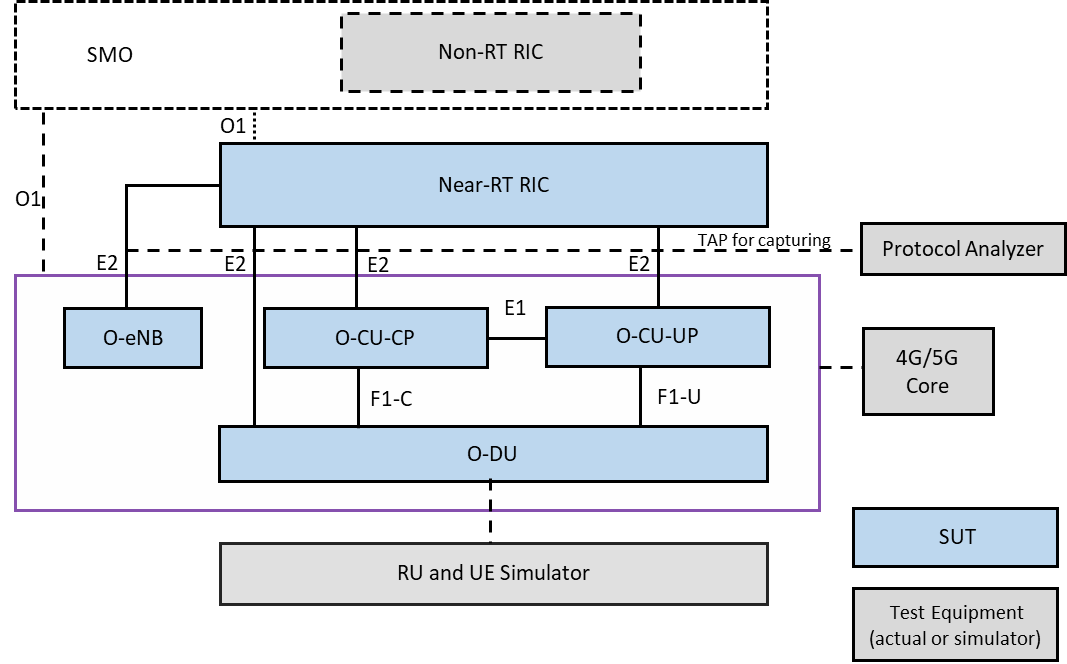 SMO
Non-RT RIC
O1
Near-RT RIC
O1
TAP for capturing
Protocol Analyzer
E2
E2
E2
E2
O-eNB
O-CU-CP
E1
O-CU-UP
4G/5G
Core
F1-C
F1-U
O-DU
SUT
RU and UE Simulator
Test Equipment
(actual or simulator)